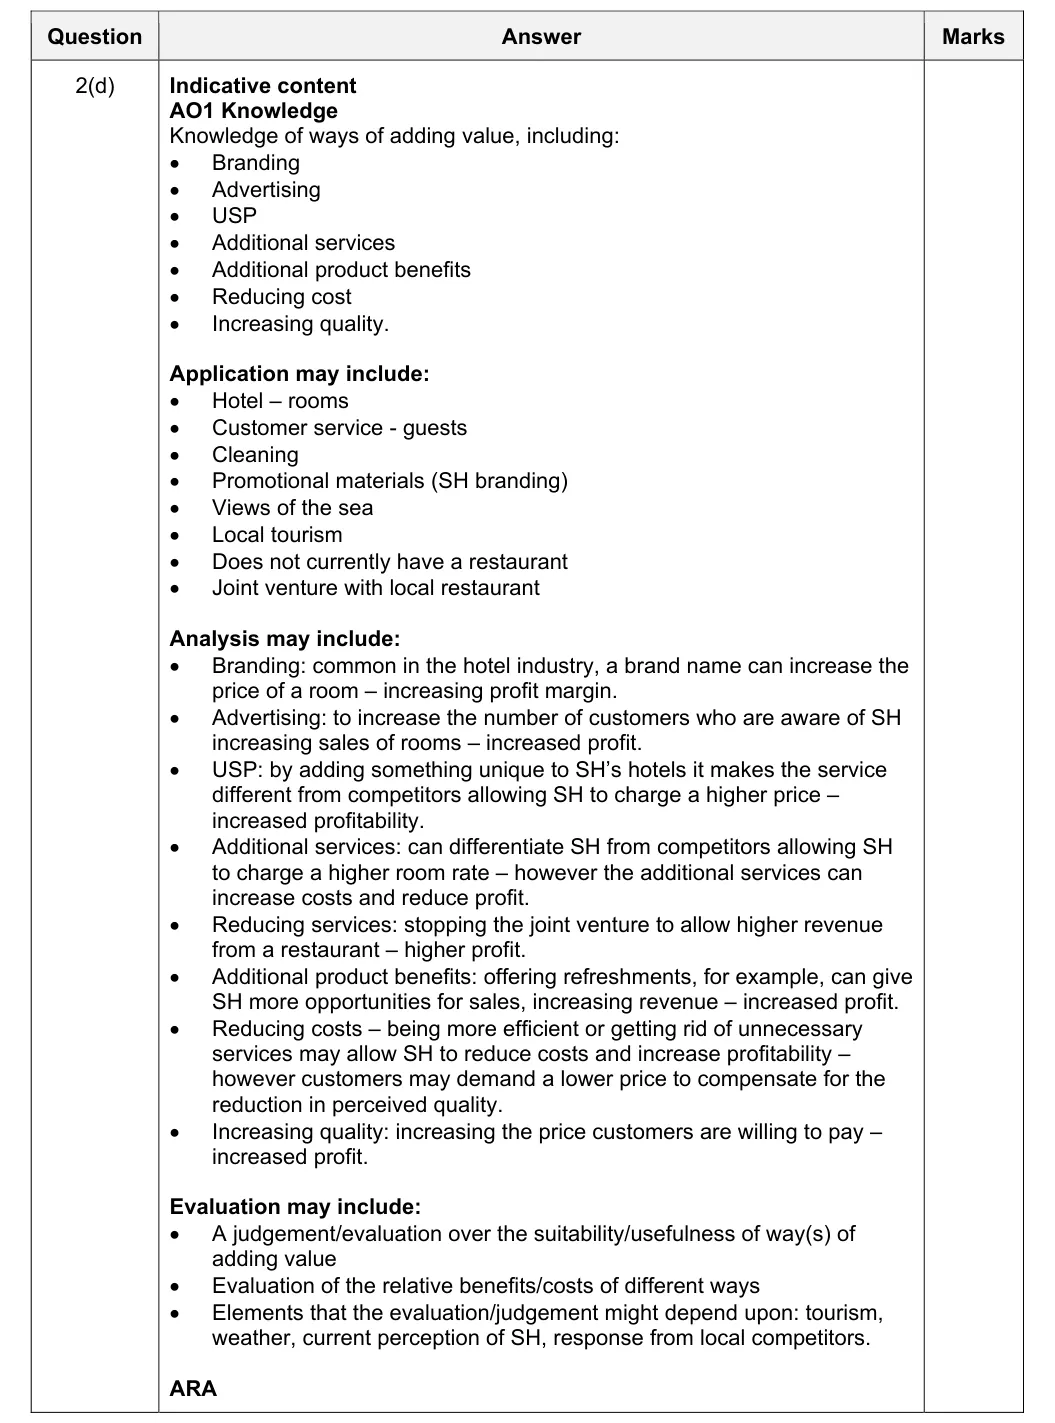 Question Answer Marks
2(d) Indicative content
AO1 Knowledge
Knowledge of ways of adding value, including:
• Branding
• Advertising
• USP
• Additional services
• Additional product benefits
• Reducing cost
• Increasing quality.
Application may include:
• Hotel – rooms
• Customer service - guests
• Cleaning
• Promotional materials (SH branding)
• Views of the sea
• Local tourism
• Does not currently have a restaurant
• Joint venture with local restaurant
Analysis may include:
• Branding: common in the hotel industry, a brand name can increase the
price of a room – increasing profit margin.
• Advertising: to increase the number of customers who are aware of SH
increasing sales of rooms – increased profit.
• USP: by adding something unique to SH’s hotels it makes the service
different from competitors allowing SH to charge a higher price –
increased profitability.
• Additional services: can differentiate SH from competitors allowing SH
to charge a higher room rate – however the additional services can
increase costs and reduce profit.
• Reducing services: stopping the joint venture to allow higher revenue
from a restaurant – higher profit.
• Additional product benefits: offering refreshments, for example, can give
SH more opportunities for sales, increasing revenue – increased profit.
• Reducing costs – being more efficient or getting rid of unnecessary
services may allow SH to reduce costs and increase profitability –
however customers may demand a lower price to compensate for the
reduction in perceived quality.
• Increasing quality: increasing the price customers are willing to pay –
increased profit.
Evaluation may include:
• A judgement/evaluation over the suitability/usefulness of way(s) of
adding value
• Evaluation of the relative benefits/costs of different ways
• Elements that the evaluation/judgement might depend upon: tourism,
weather, current perception of SH, response from local competitors.
ARA